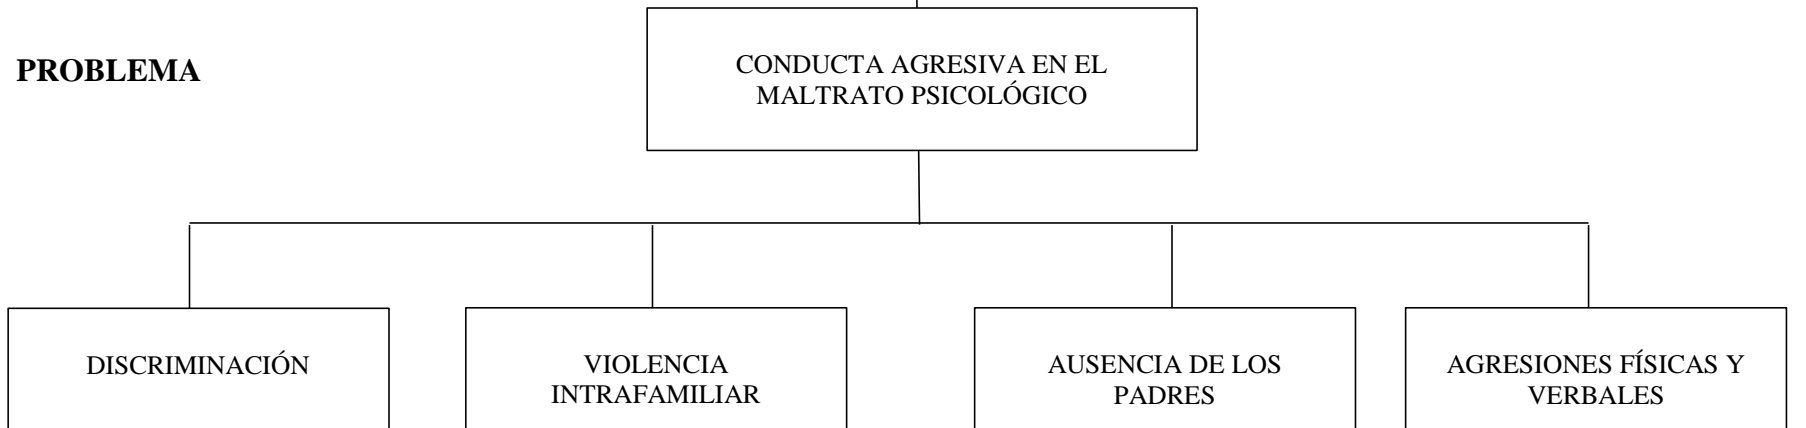 PROBLEMA
CONDUCTA AGRESIVA EN EL
MALTRATO PSICOLÓGICO
DISCRIMINACIÓN
VIOLENCIA
INTRAFAMILIAR
AUSENCIA DE LOS
PADRES
AGRESIONES FÍSICAS Y
VERBALES